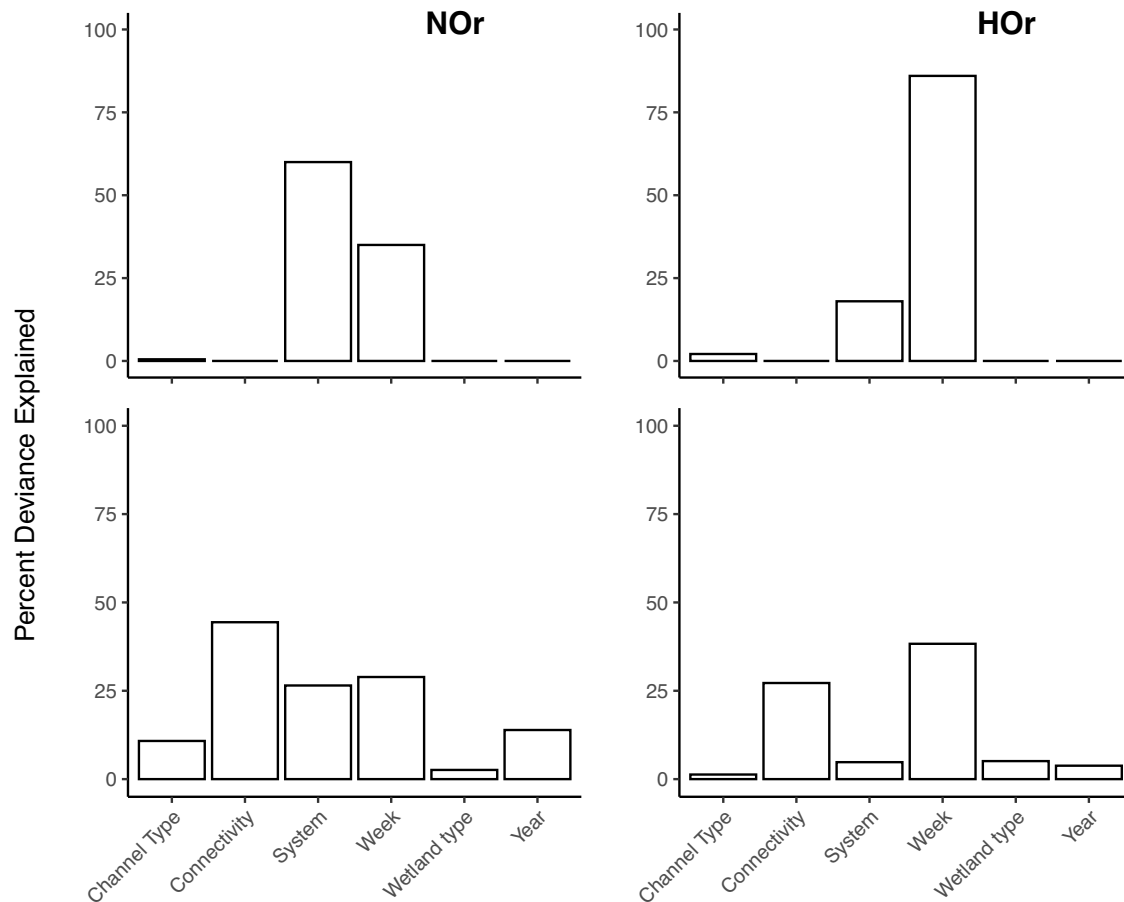 NOr
HOr
Percent Deviance Explained
100
75
50
25
0
100
75
50
25
0
100
75
50
25
0
100
75
50
25
0
Channel Type
Connectivity
System
Week
Wetland type
Year
Channel Type
Connectivity
System
Week
Wetland type
Year